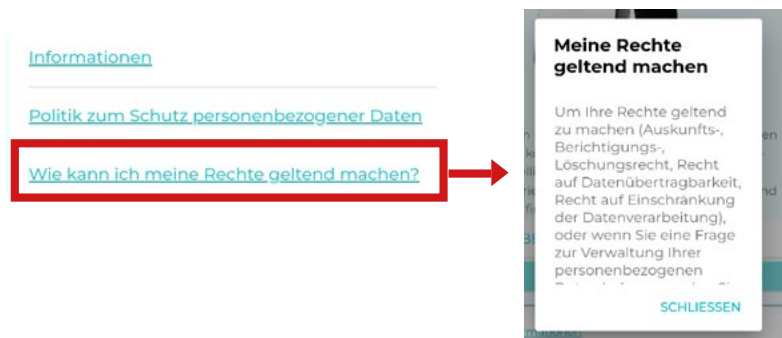 Informationen
Politik zum Schutz personenbezogener Daten
Wie kann ich meine Rechte geltend machen?
Meine Rechte
geltend machen
Um Ihre Rechte geltend
zu machen (Auskunfts-,
Berichtigungs-,
Löschungsrecht, Recht
auf Datenübertragbarkeit,
Recht auf Einschränkung
der Datenverarbeitung),
oder wenn Sie eine Frage
zur Verwaltung Ihrer
personenbezogenen
SCHLIESSEN